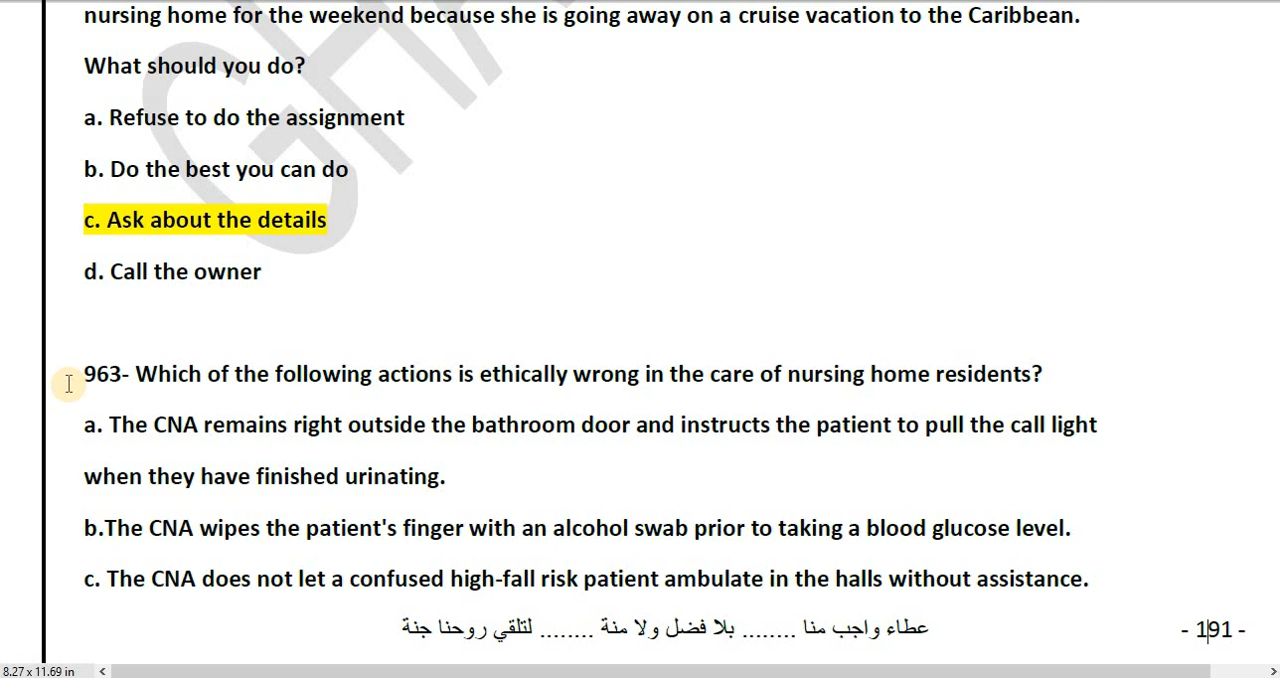 nursing home for the weekend because she is going away on a cruise vacation to the Caribbean.
What should you do?
a. Refuse to do the assignment
b. Do the best you can do
c. Ask about the details
d. Call the owner
963- Which of the following actions is ethically wrong in the care of nursing home residents?
a. The CNA remains right outside the bathroom door and instructs the patient to pull the call light
when they have finished urinating.
b.The CNA wipes the patient's finger with an alcohol swab prior to taking a blood glucose level.
c. The CNA does not let a confused high-fall risk patient ambulate in the halls without assistance.
عطاء واجب منا ........ بلا فضل ولا منة ........ لتلقي روحنا جنة
- 191 -
8.27 x 11.69 in